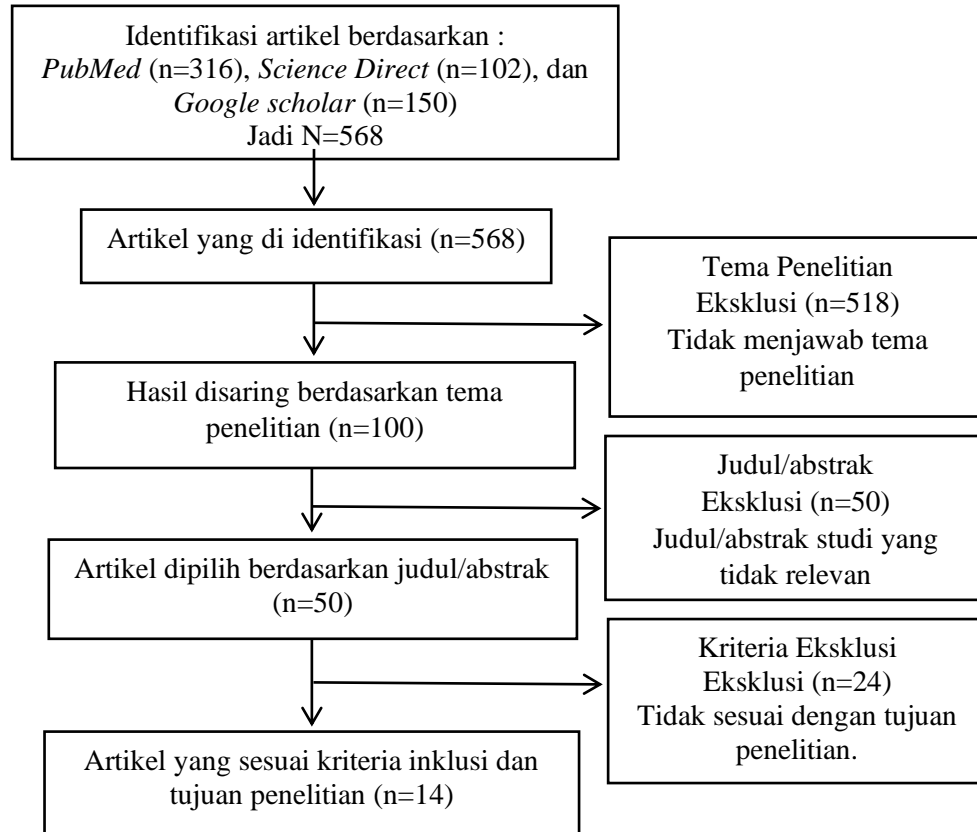 Identifikasi artikel berdasarkan :
PubMed (n=316), Science Direct (n=102), dan
Google scholar (n=150)
Jadi N=568
Artikel yang di identifikasi (n=568)
Tema Penelitian
Eksklusi (n=518)
Tidak menjawab tema
penelitian
Hasil disaring berdasarkan tema
penelitian (n=100)
Judul/abstrak
Eksklusi (n=50)
Judul/abstrak studi yang
tidak relevan
Artikel dipilih berdasarkan judul/abstrak
(n=50)
Kriteria Eksklusi
Eksklusi (n=24)
Tidak sesuai dengan tujuan
penelitian.
Artikel yang sesuai kriteria inklusi dan
tujuan penelitian (n=14)